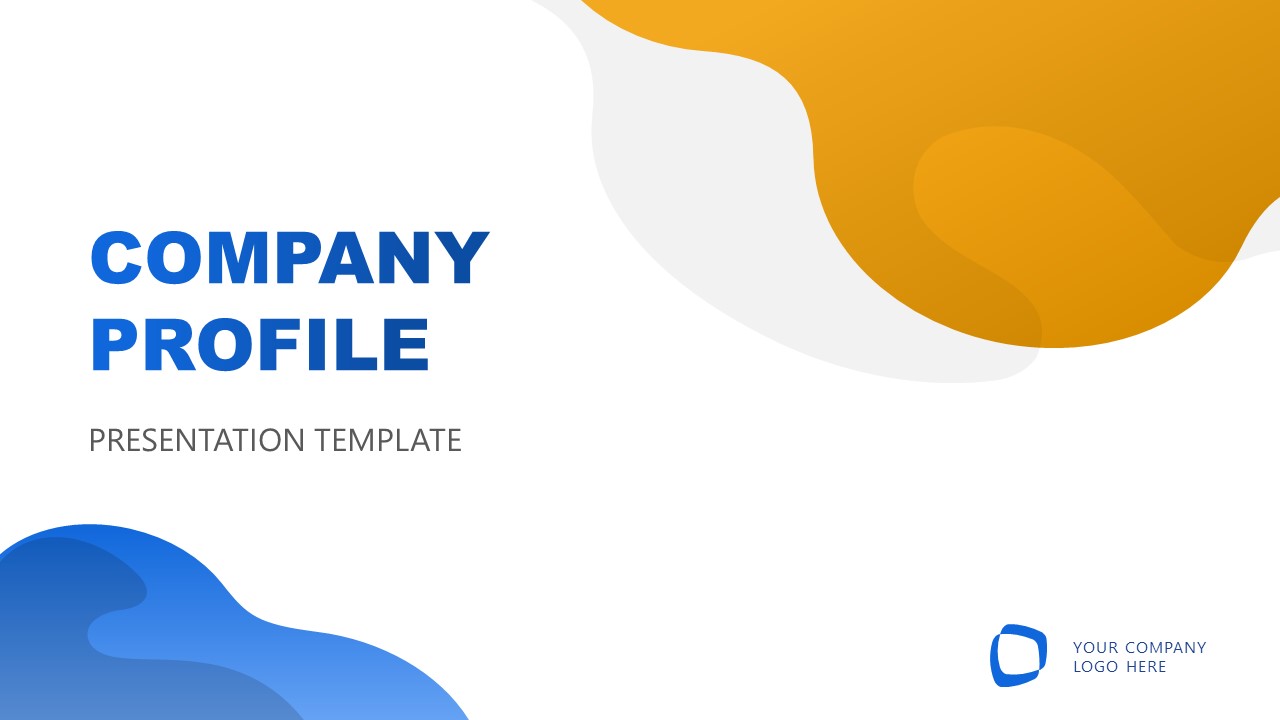 COMPANY
PROFILE
PRESENTATION TEMPLATE
YOUR COMPANY
LOGO HERE